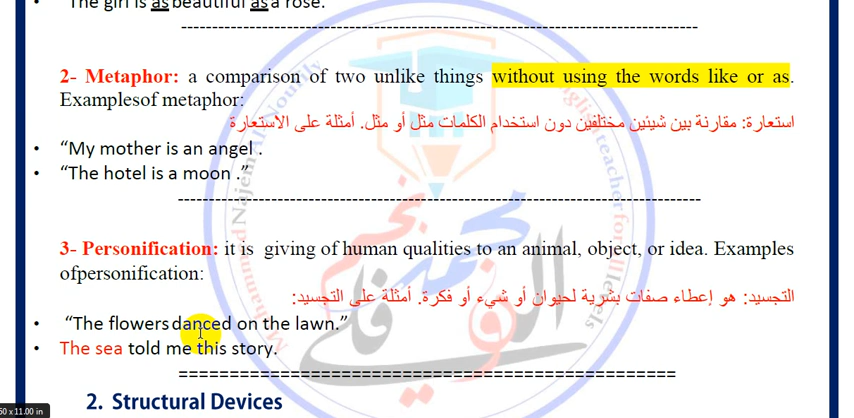 • The girl is as beautiful as a rose.
--------------------------------------------------------------------------------
2- Metaphor: a comparison of two unlike things without using the words like or as.
Examplesof metaphor:
استعارة: مقارنة بين شيئين مختلفين دون استخدام الكلمات مثل أو مثل. أمثلة على الاستعارة
• “My mother is an angel .
• “The hotel is a moon .”
--------------------------------------------------------------------------------
3- Personification: it is giving of human qualities to an animal, object, or idea. Examples
ofpersonification:
التجسيد: هو إعطاء صفات بشرية لحيوان أو شيء أو فكرة. أمثلة على التجسيد:
• “The flowers danced on the lawn.”
• The sea told me this story.
==================================================
2. Structural Devices
50 x 11.00 in